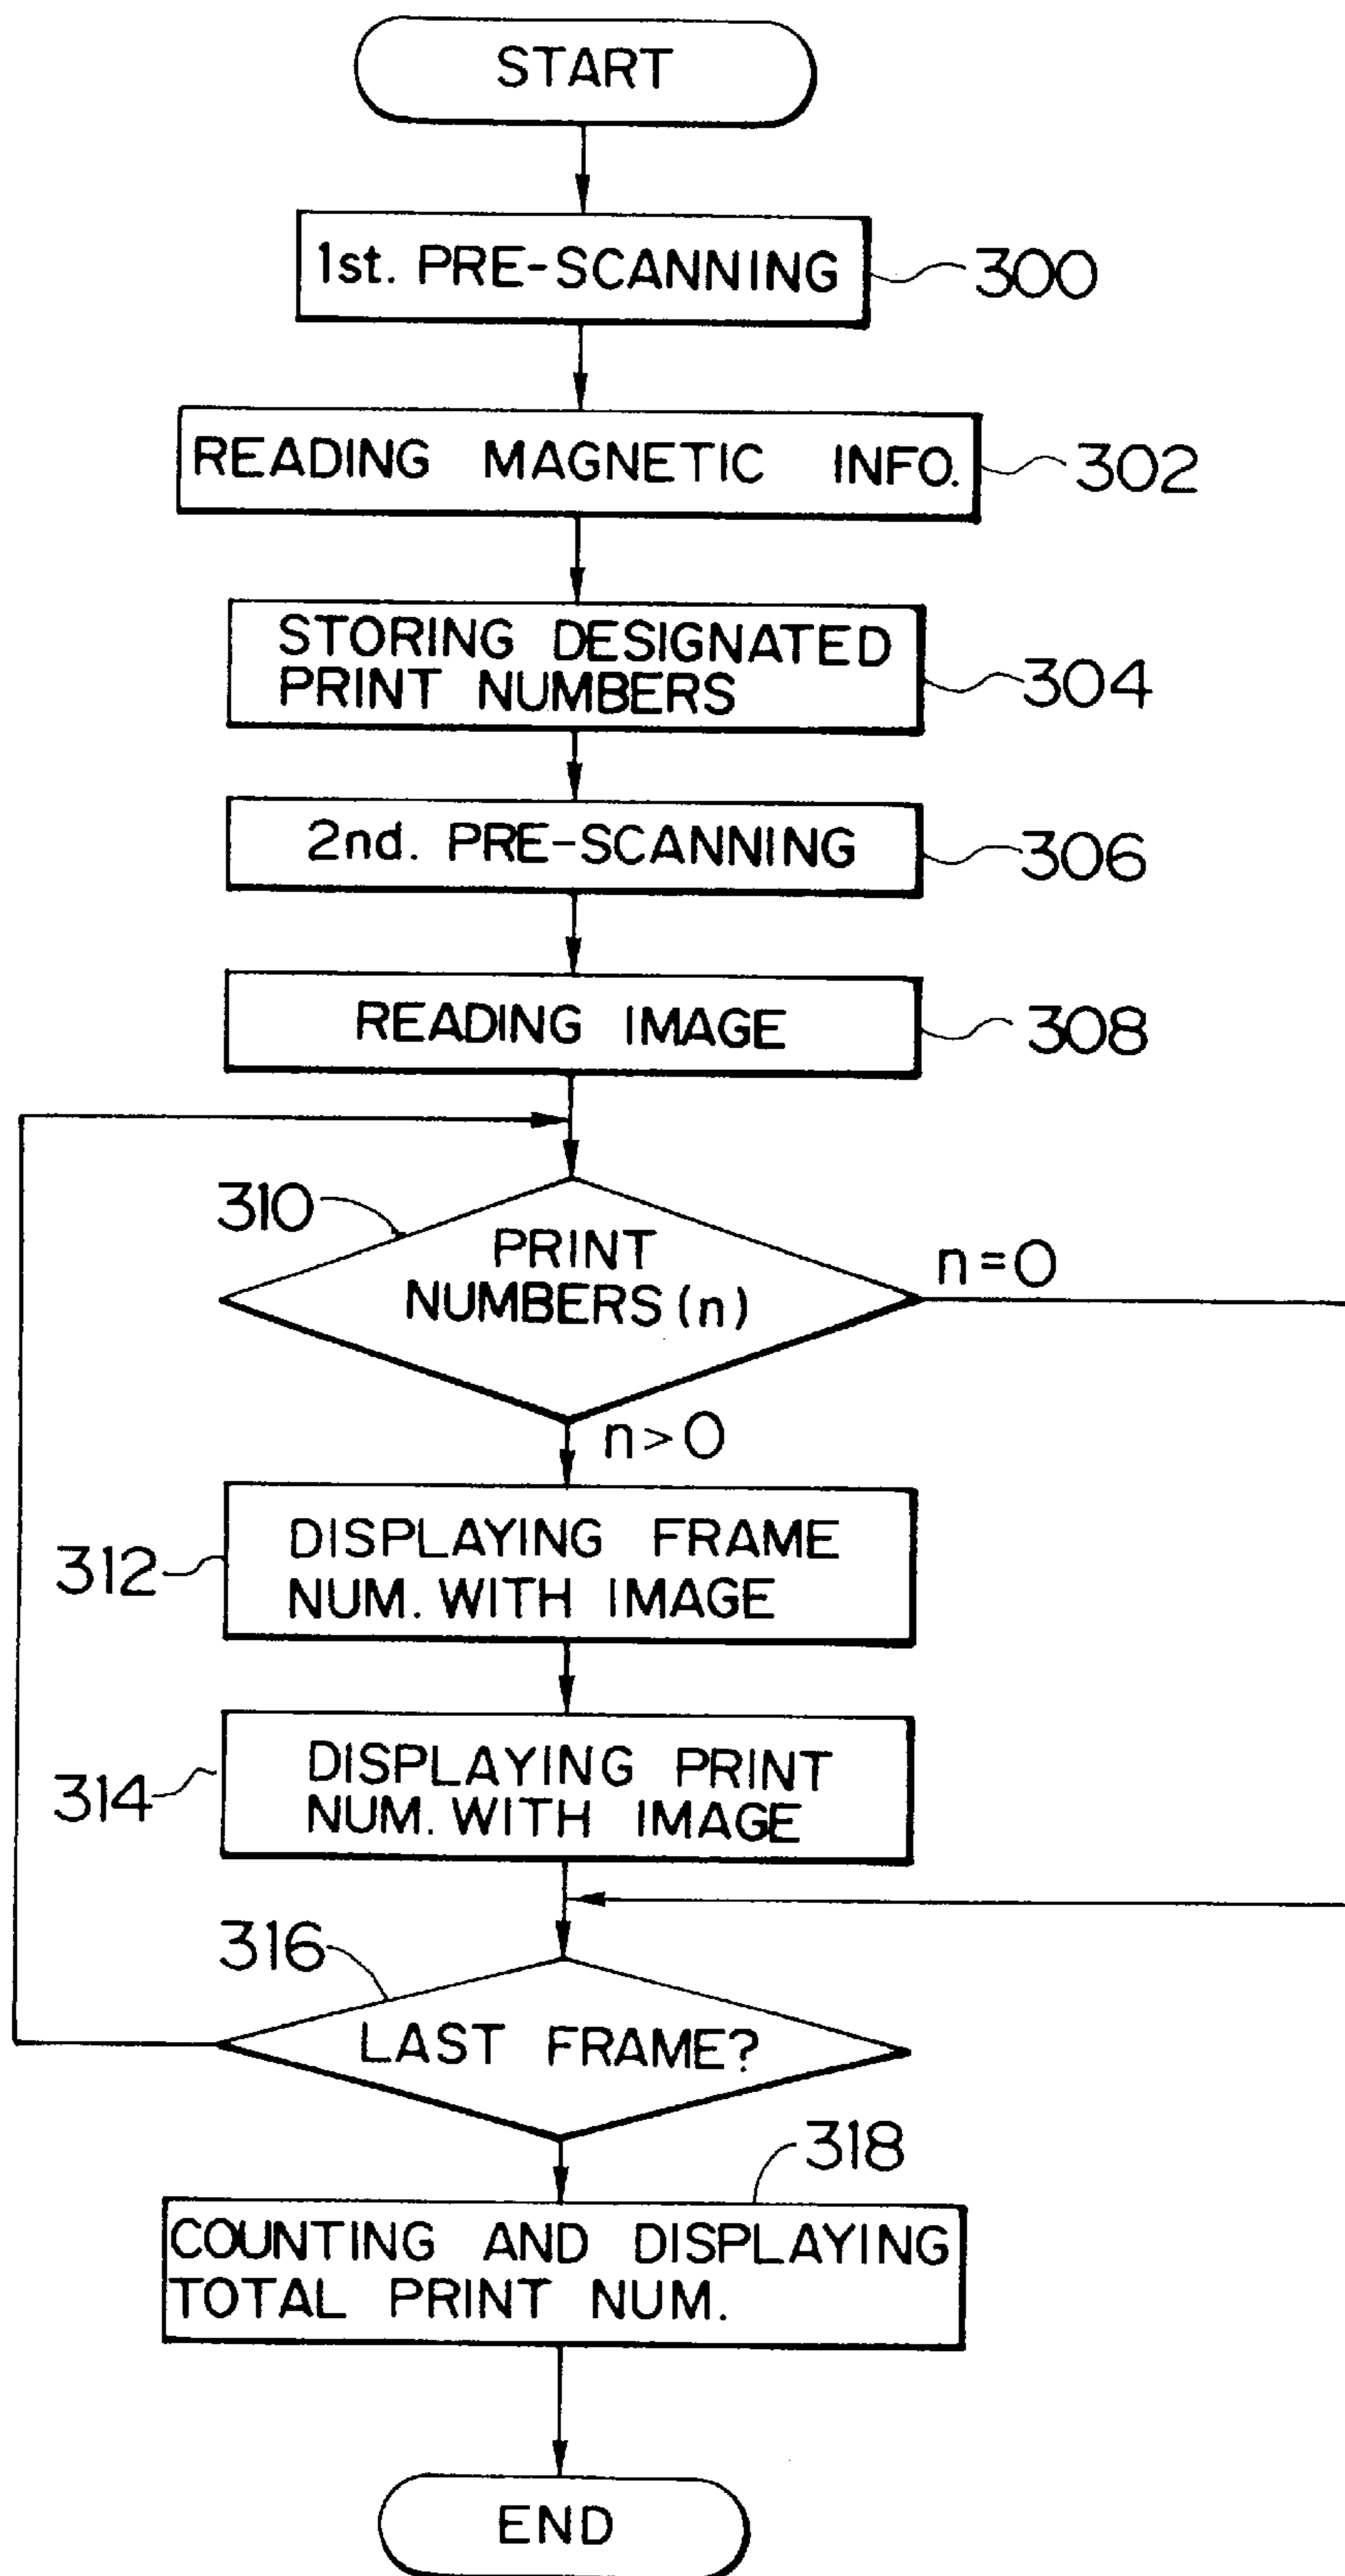 START
1st. PRE-SCANNING
300
READING MAGNETIC INFO.
302
STORING DESIGNATED
PRINT NUMBERS
304
2nd. PRE-SCANNING
306
READING IMAGE
308
310
PRINT
NUMBERS (n)
n=0
n>0
312
DISPLAYING FRAME
NUM. WITH IMAGE
314
DISPLAYING PRINT
NUM. WITH IMAGE
316
LAST FRAME?
318
COUNTING AND DISPLAYING
TOTAL PRINT NUM.
END